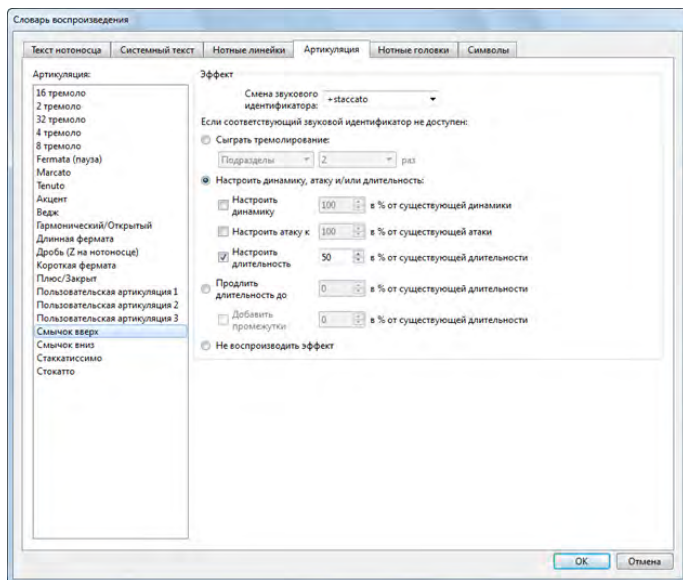 Словарь воспроизведения
Текст нотоносца Системный текст Нотные линейки Артикуляция Нотные головки Символы
Артикуляция:
16 тремоло
2 тремоло
32 тремоло
4 тремоло
8 тремоло
Fermata (пауза)
Marcato
Tenuto
Акцент
Ведж
Гармонический/Открытый
Длинная фермата
Дробь (Z на нотоносце)
Короткая фермата
Плюс/Закрыт
Пользовательская артикуляция 1
Пользовательская артикуляция 2
Пользовательская артикуляция 3
Смычок вверх
Смычок вниз
Стаккатиссимо
Стокатто
Эффект
Смена звукового
идентификатора: +staccato
Если соответствующий звуковой идентификатор не доступен:
Сыграть тремолирование:
Подразделы 2 раз
Настроить динамику, атаку и/или длительность:
Настроить
динамику 100 в % от существующей динамики
Настроить атаку к 100 в % от существующей атаки
Настроить
длительность 50 в % от существующей длительности
Продлить
длительность до 0 в % от существующей длительности
Добавить
промежутки 0 в % от существующей длительности
Не воспроизводить эффект
OK Отмена